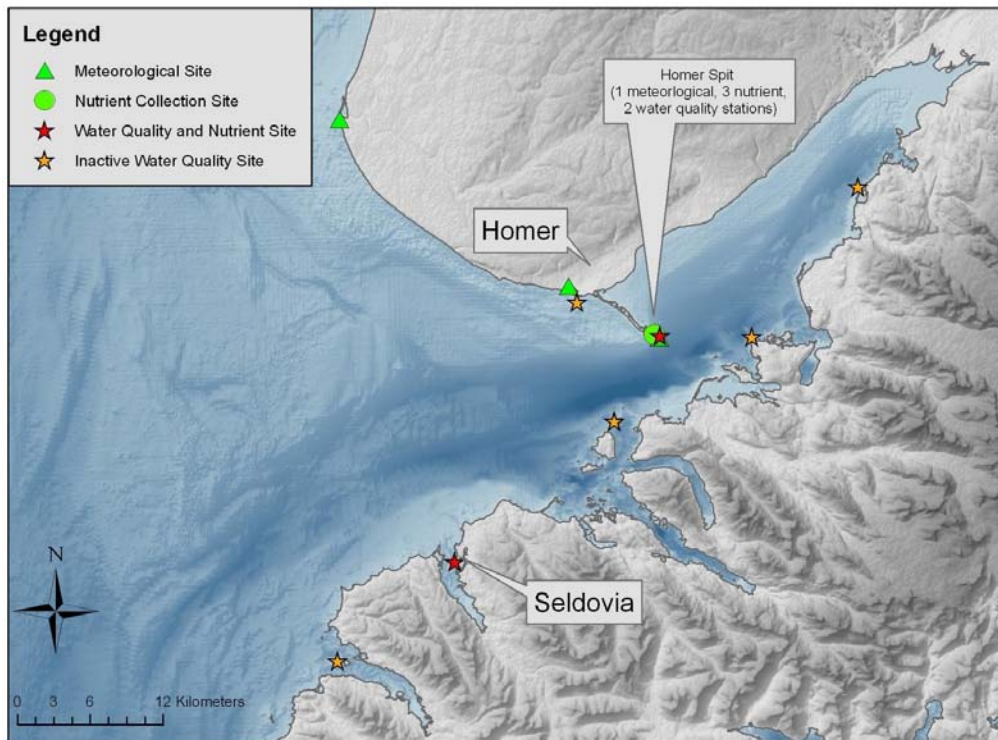 Legend
Meteorological Site
Nutrient Collection Site
Water Quality and Nutrient Site
Inactive Water Quality Site
Homer Spit
(1 meteorlogical, 3 nutrient,
2 water quality stations)
Homer
Seldovia
N
0 3 6 12 Kilometers